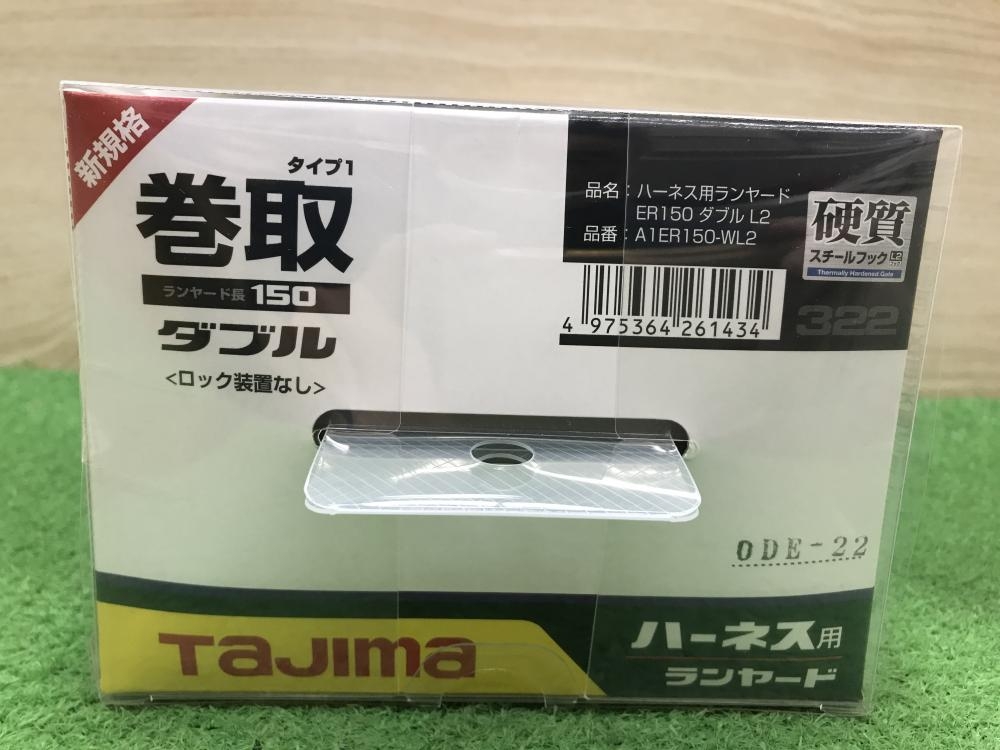 新規格
タイプ1
巻取
ランヤード長 150
ダブル
<ロック装置なし>
品名:ハーネス用ランヤード
ER150 ダブル L2
品番:A1ER150-WL2
硬質
スチールフック L2
Thermally Hardened Gate
4 975364 261434
322
ODE-22
TAJIMA
ハーネス用
ランヤード